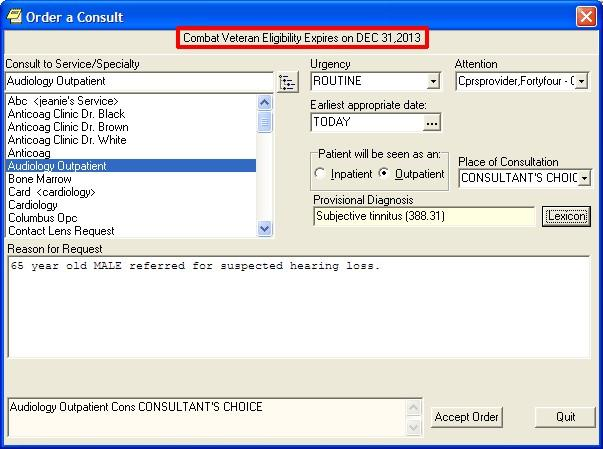 Order a Consult
Combat Veteran Eligibility Expires on DEC 31,2013
Consult to Service/Specialty
Audiology Outpatient
Abc <jeanie's Service>
Anticoag Clinic Dr. Black
Anticoag Clinic Dr. Brown
Anticoag Clinic Dr. White
Anticoag
Audiology Outpatient
Bone Marrow
Card <cardiology>
Cardiology
Columbus Opc
Contact Lens Request
Urgency
ROUTINE
Attention
Cprsprovider,Fortyfour - C
Earliest appropriate date:
TODAY
...
Patient will be seen as an:
Inpatient
Outpatient
Place of Consultation
CONSULTANT'S CHOIC
Provisional Diagnosis
Subjective tinnitus (388.31)
Lexicon
Reason for Request
65 year old MALE referred for suspected hearing loss.
Audiology Outpatient Cons CONSULTANT'S CHOICE
Accept Order
Quit